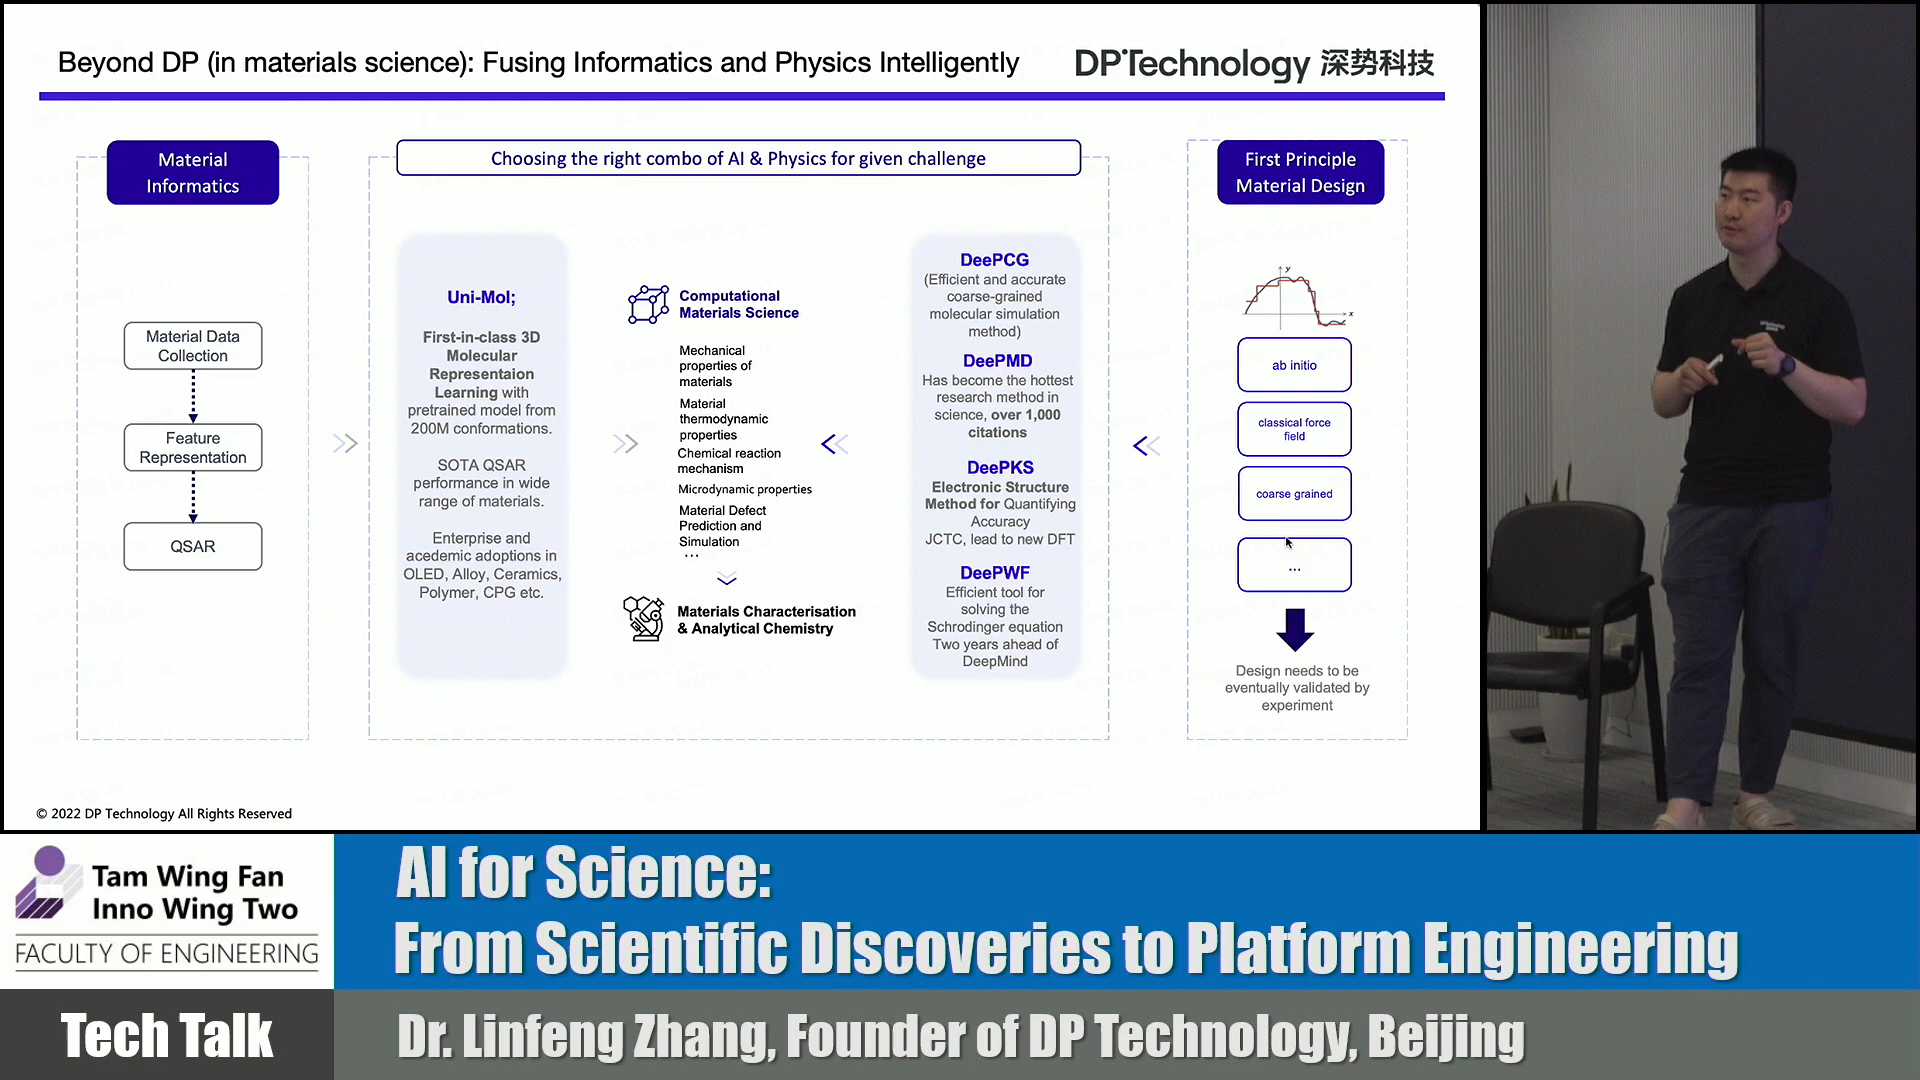 Beyond DP (in materials science): Fusing Informatics and Physics Intelligently
DP Technology 深势科技
Material
Informatics
Material Data
Collection
Feature
Representation
QSAR
Choosing the right combo of AI & Physics for given challenge
Uni-Mol;
First-in-class 3D
Molecular
Representaion
Learning with
pretrained model from
200M conformations.
SOTA QSAR
performance in wide
range of materials.
Enterprise and
acedemic adoptions in
OLED, Alloy, Ceramics,
Polymer, CPG etc.
Computational
Materials Science
Mechanical
properties of
materials
Material
thermodynamic
properties
Chemical reaction
mechanism
Microdynamic properties
Material Defect
Prediction and
Simulation
...
Materials Characterisation
& Analytical Chemistry
DeePCG
(Efficient and accurate
coarse-grained
molecular simulation
method)
DeePMD
Has become the hottest
research method in
science, over 1,000
citations
DeePKS
Electronic Structure
Method for Quantifying
Accuracy
JCTC, lead to new DFT
DeePWF
Efficient tool for
solving the
Schrodinger equation
Two years ahead of
DeepMind
First Principle
Material Design
y
x
ab initio
classical force
field
coarse grained
...
Design needs to be
eventually validated by
experiment
© 2022 DP Technology All Rights Reserved
Tam Wing Fan
Inno Wing Two
FACULTY OF ENGINEERING
Tech Talk
AI for Science:
From Scientific Discoveries to Platform Engineering
Dr. Linfeng Zhang, Founder of DP Technology, Beijing